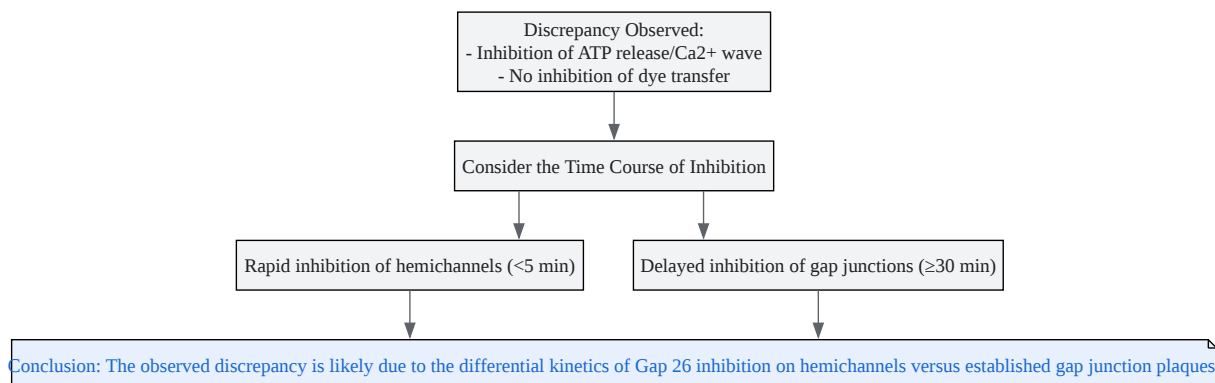 Discrepancy Observed:
- Inhibition of ATP release/Ca2+ wave
- No inhibition of dye transfer
Consider the Time Course of Inhibition
Rapid inhibition of hemichannels (<5 min)
Delayed inhibition of gap junctions (≥30 min)
Conclusion: The observed discrepancy is likely due to the differential kinetics of Gap 26 inhibition on hemichannels versus established gap junction plaques